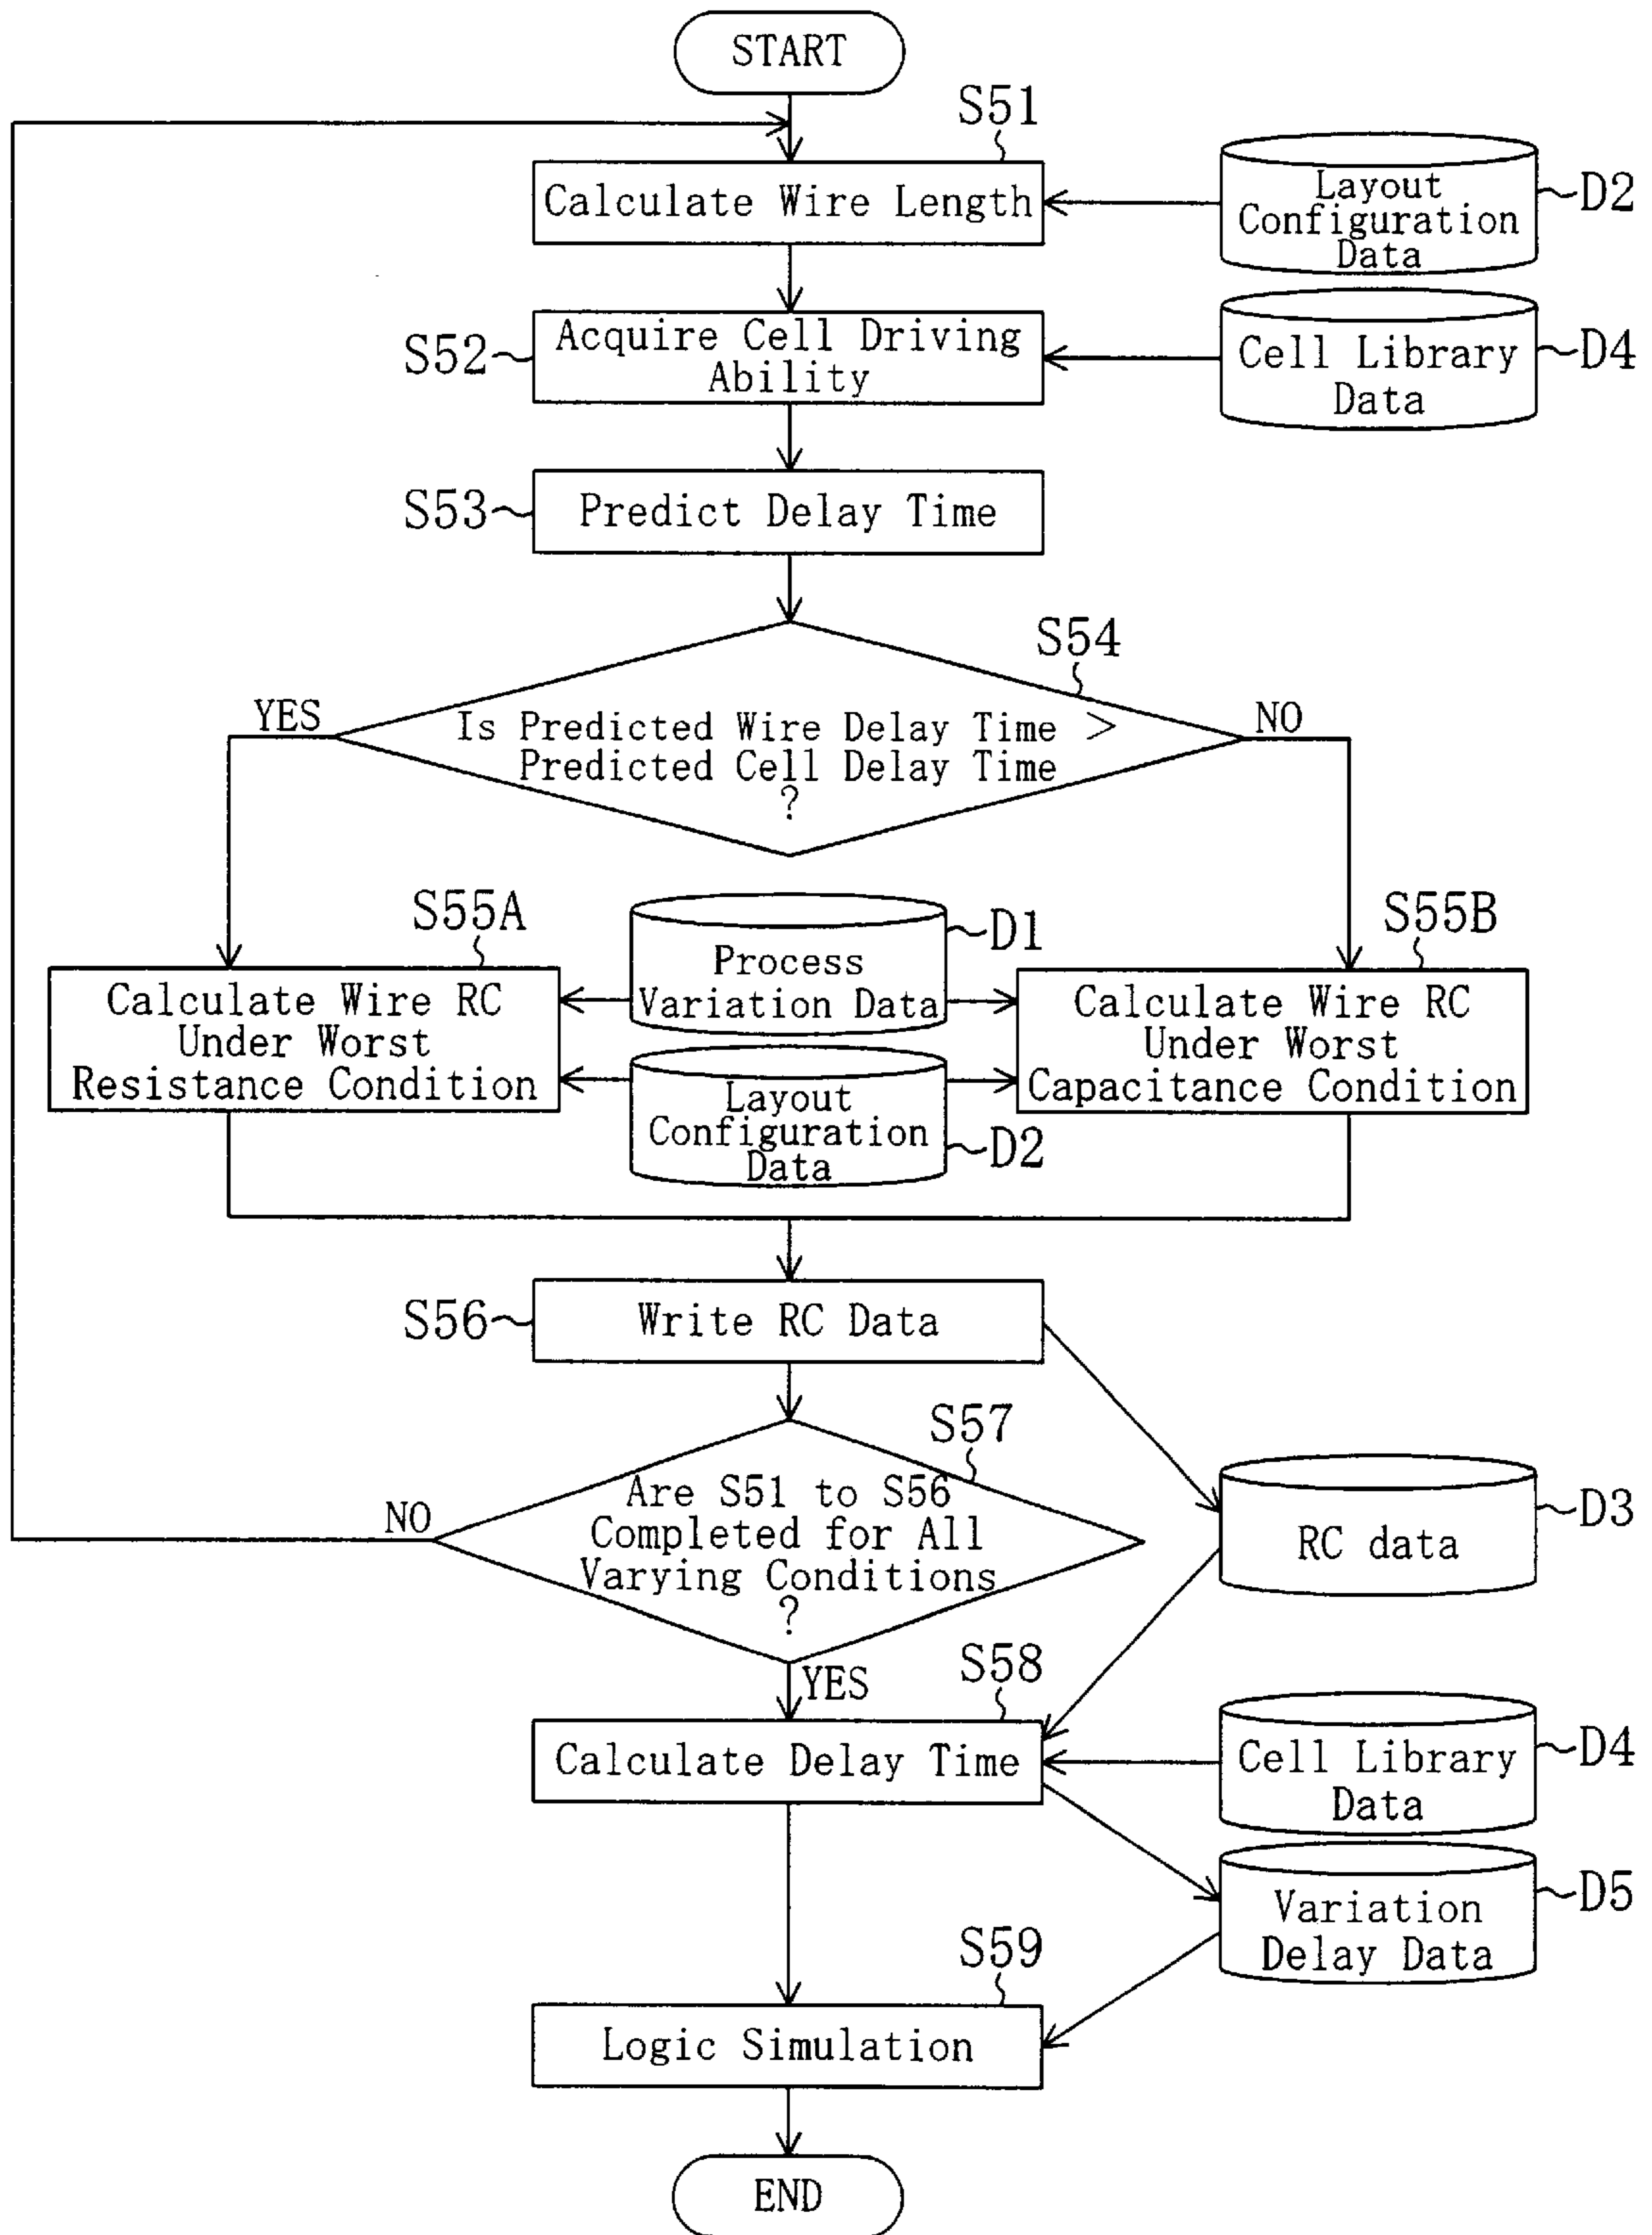 START
S51
Calculate Wire Length
Layout
Configuration
Data
D2
S52
Acquire Cell Driving
Ability
Cell Library
Data
D4
S53
Predict Delay Time
S54
YES
Is Predicted Wire Delay Time >
Predicted Cell Delay Time
?
NO
S55A
Calculate Wire RC
Under Worst
Resistance Condition
Process
Variation Data
D1
Layout
Configuration
Data
D2
S55B
Calculate Wire RC
Under Worst
Capacitance Condition
S56
Write RC Data
S57
NO
Are S51 to S56
Completed for All
Varying Conditions
?
RC data
D3
YES
S58
Calculate Delay Time
Cell Library
Data
D4
Variation
Delay Data
D5
S59
Logic Simulation
END